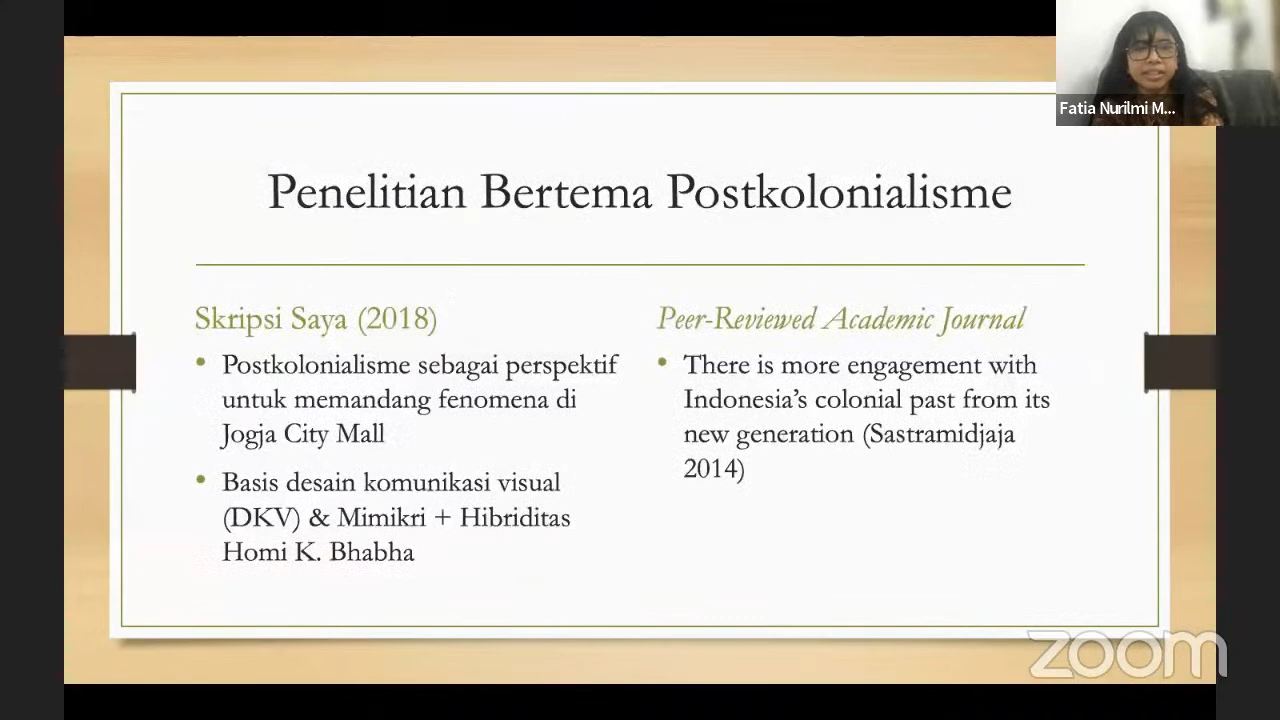 Fatia Nurilmi M...
Penelitian Bertema Postkolonialisme
Skripsi Saya (2018)
• Postkolonialisme sebagai perspektif
untuk memandang fenomena di
Jogja City Mall
• Basis desain komunikasi visual
(DKV) & Mimikri + Hibriditas
Homi K. Bhabha
Peer-Reviewed Academic Journal
• There is more engagement with
Indonesia’s colonial past from its
new generation (Sastramidjaja
2014)
zoom